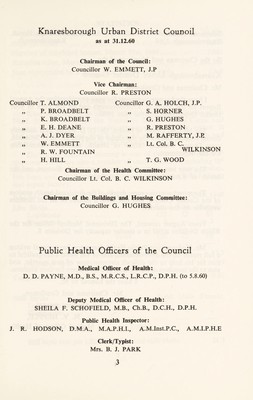 Knaresborough Urban District Council
as at 31.12.60
Chairman of the Council:
Councillor W. EMMETT, J.P
Vice Chairman:
Councillor R. PRESTON
Councillor T. ALMOND Councillor G. A. HOLCH, J.P.
„ P. BROADBELT „ S. HORNER
„ K. BROADBELT „ G. HUGHES
„ E. H. DEANE „ R. PRESTON
„ A. J. DYER „ M. RAFFERTY, J.P.
„ W. EMMETT „ Lt. Col. B. C.
„ R. W. FOUNTAIN WILKINSON
„ H. HILL „ T. G. WOOD
Chairman of the Health Committee:
Councillor Lt. Col. B. C. WILKINSON
Chairman of the Buildings and Housing Committee:
Councillor G. HUGHES
Public Health Officers of the Council
Medical Officer of Health:
D. D. PAYNE, M.D., B.S., M.R.C.S., L.R.C.P., D.P.H. (to 5.8.60)
Deputy Medical Officer of Health:
SHEILA F. SCHOFIELD, M.B., Ch.B., D.C.H., D.P.H.
Public Health Inspector:
J. R. HODSON, D.M.A., M.A.P.H.I., A.M.Inst.P.C., A.M.I.P.H.E
Clerk/Typist:
Mrs. B. J. PARK
3